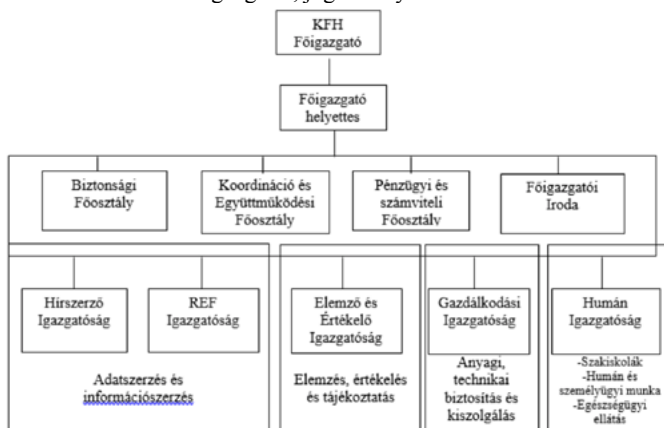 KFH
Főigazgató
Főigazgató
helyettes
Biztonsági
Főosztály
Koordináció és
Együttműködési
Főosztály
Pénzügyi és
számviteli
Főosztály
Főigazgatói
Iroda
Hírszerző
Igazgatóság
REF
Igazgatóság
Elemző és
Értékelő
Igazgatóság
Gazdálkodási
Igazgatóság
Humán
Igazgatóság
Adatszerzés és
információszerzés
Elemzés, értékelés
és tájékoztatás
Anyagi,
technikai
biztosítás és
kiszolgálás
-Szakiskolák
-Humán és
személyügyi munka
-Egészségügyi
ellátás